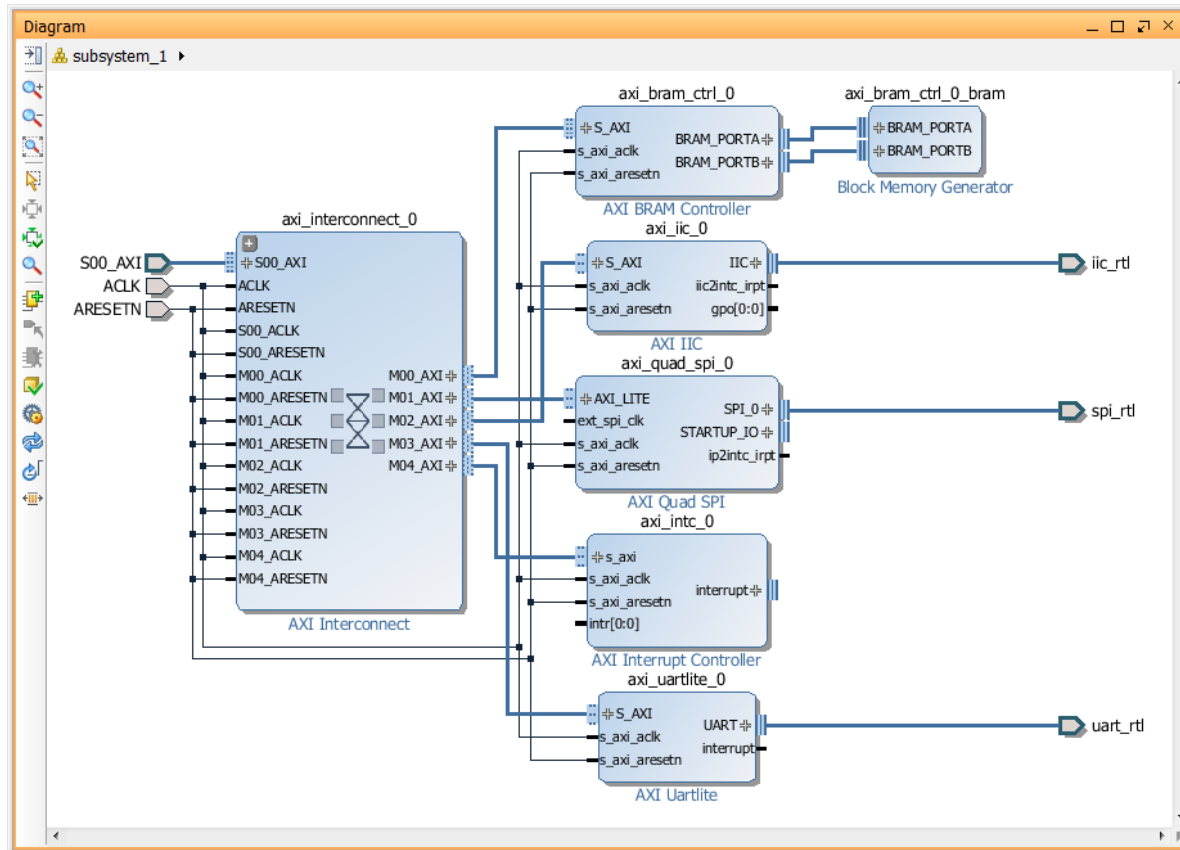 Diagram
subsystem_1
axi_bram_ctrl_0
S_AXI
s_axi_aclk
s_axi_aresetn
BRAM_PORTA
BRAM_PORTB
AXI BRAM Controller
axi_bram_ctrl_0_bram
BRAM_PORTA
BRAM_PORTB
Block Memory Generator
S00_AXI
ACLK
ARESETN
axi_interconnect_0
S00_AXI
ACLK
ARESETN
S00_ACLK
S00_ARESETN
M00_ACLK
M00_ARESETN
M01_ACLK
M01_ARESETN
M02_ACLK
M02_ARESETN
M03_ACLK
M03_ARESETN
M04_ACLK
M04_ARESETN
M00_AXI
M01_AXI
M02_AXI
M03_AXI
M04_AXI
AXI Interconnect
axi_iic_0
S_AXI
s_axi_aclk
s_axi_aresetn
IIC
iic2intc_irpt
gpo[0:0]
AXI IIC
iic_rtl
axi_quad_spi_0
AXI_LITE
ext_spi_clk
s_axi_aclk
s_axi_aresetn
SPI_0
STARTUP_IO
ip2intc_irpt
AXI Quad SPI
spi_rtl
axi_intc_0
s_axi
s_axi_aclk
s_axi_aresetn
intr[0:0]
interrupt
AXI Interrupt Controller
axi_uartlite_0
S_AXI
s_axi_aclk
s_axi_aresetn
UART
interrupt
AXI Uartlite
uart_rtl